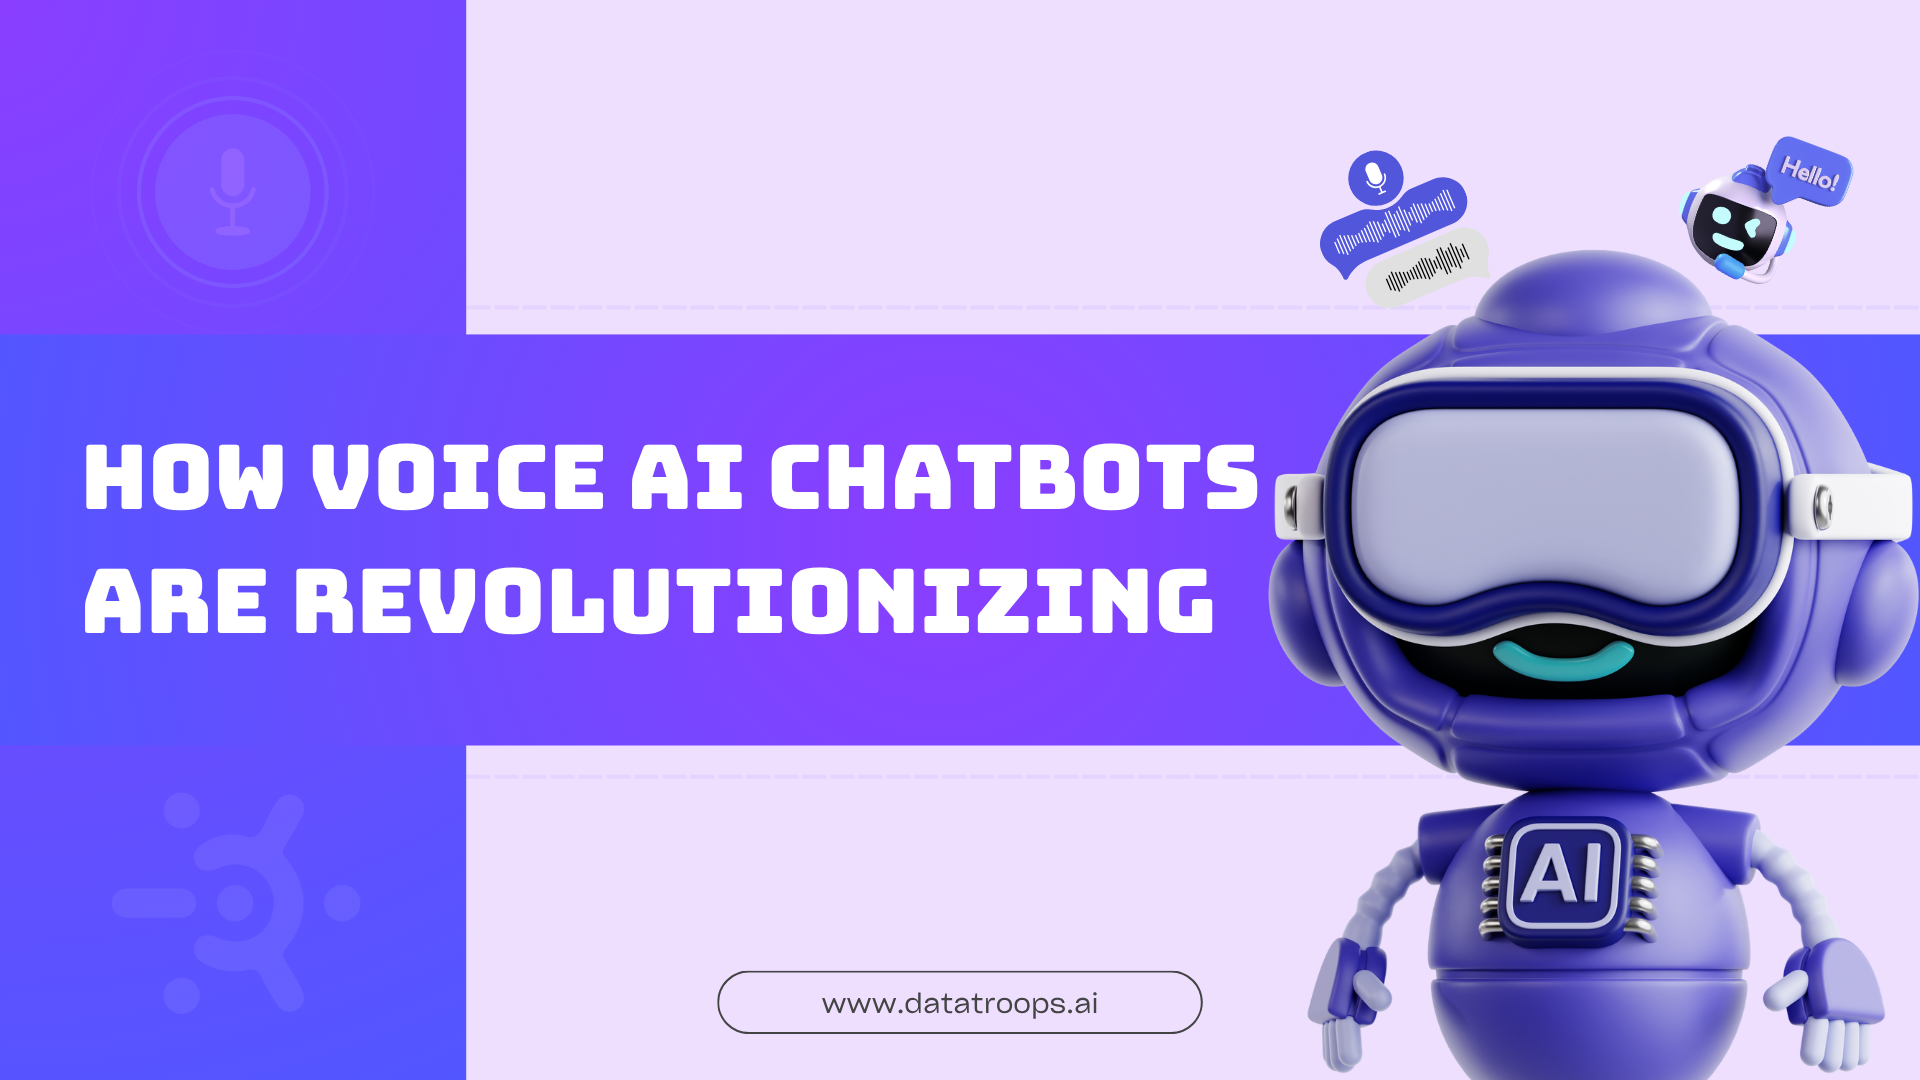 Hello!
HOW VOICE AI CHATBOTS
ARE REVOLUTIONIZING
AI
www.datatroops.ai